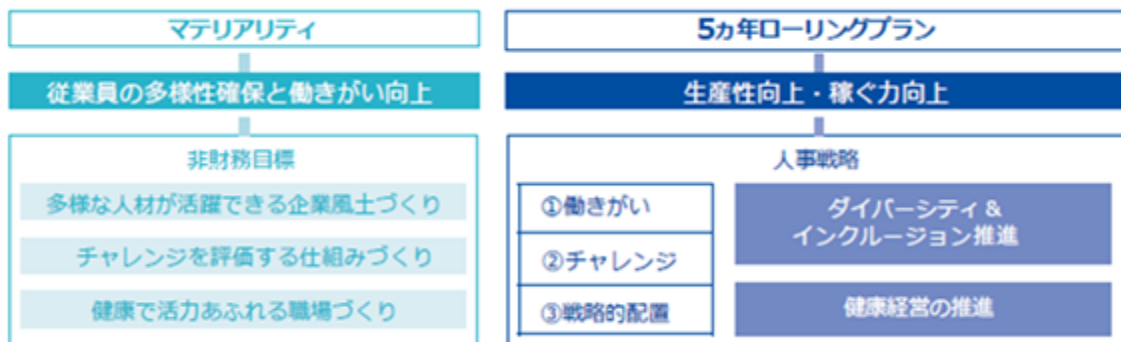 マテリアリティ
従業員の多様性確保と働きがい向上
非財務目標
多様な人材が活躍できる企業風土づくり
チャレンジを評価する仕組みづくり
健康で活力あふれる職場づくり
5ヵ年ローリングプラン
生産性向上・稼ぐ力向上
人事戦略
①働きがい
②チャレンジ
③戦略的配置
ダイバーシティ&
インクルージョン推進
健康経営の推進